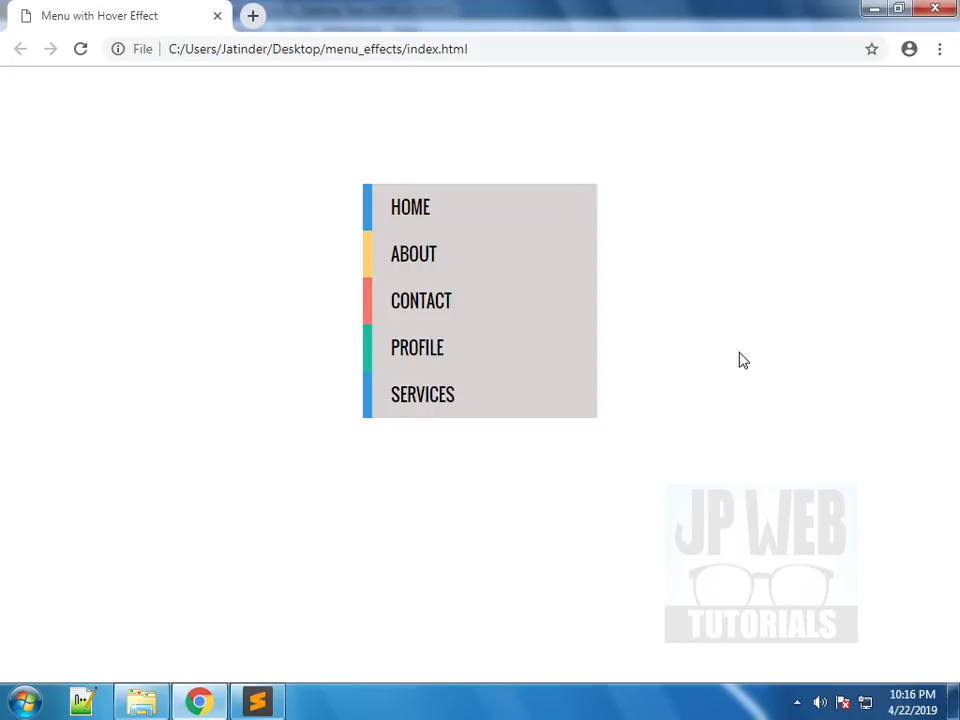 Menu with Hover Effect
File
C:/Users/Jatinder/Desktop/menu_effects/index.html
HOME
ABOUT
CONTACT
PROFILE
SERVICES
JP WEB
TUTORIALS
10:16 PM
4/22/2019